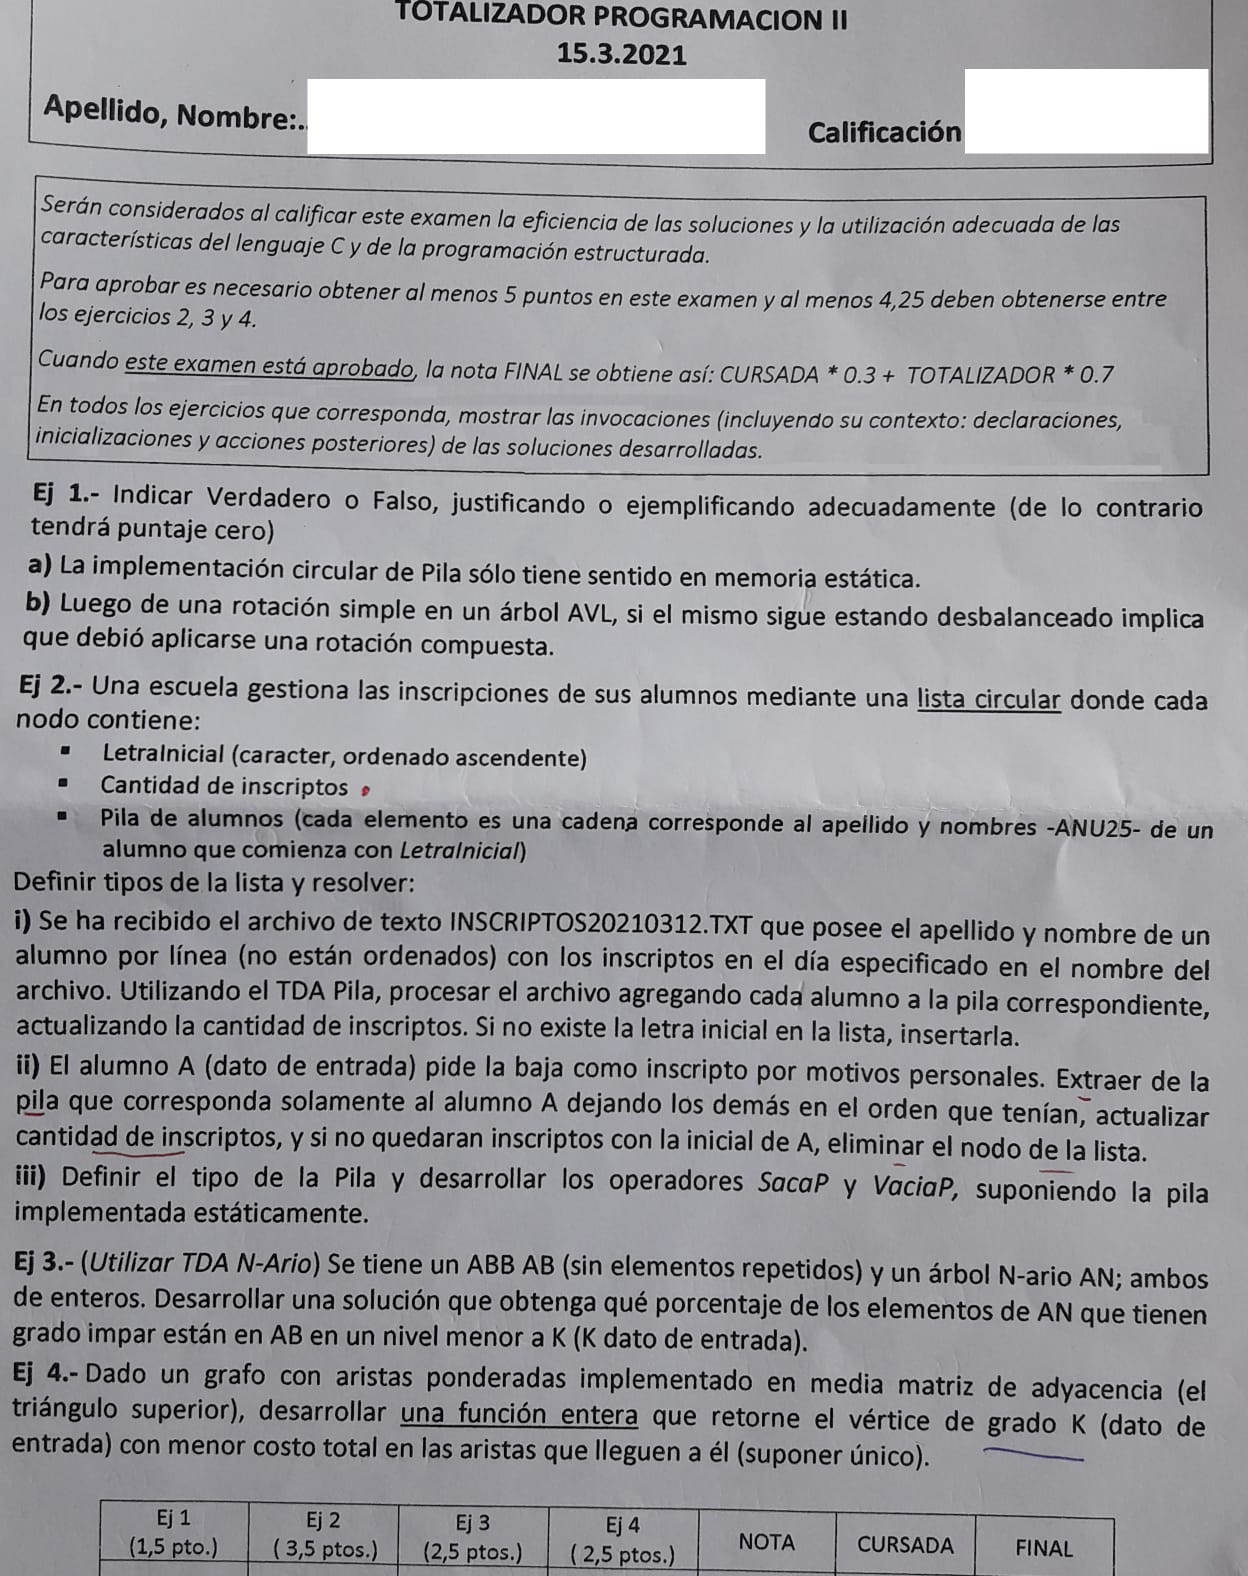 TOTALIZADOR PROGRAMACION II
15.3.2021
Apellido, Nombre:.
Calificación
Serán considerados al calificar este examen la eficiencia de las soluciones y la utilización adecuada de las
características del lenguaje C y de la programación estructurada.
Para aprobar es necesario obtener al menos 5 puntos en este examen y al menos 4,25 deben obtenerse entre
los ejercicios 2, 3 y 4.
Cuando este examen está aprobado, la nota FINAL se obtiene así: CURSADA * 0.3 + TOTALIZADOR * 0.7
En todos los ejercicios que corresponda, mostrar las invocaciones (incluyendo su contexto: declaraciones,
inicializaciones y acciones posteriores) de las soluciones desarrolladas.
Ej 1.- Indicar Verdadero o Falso, justificando o ejemplificando adecuadamente (de lo contrario
tendrá puntaje cero)
a) La implementación circular de Pila sólo tiene sentido en memoria estática.
b) Luego de una rotación simple en un árbol AVL, si el mismo sigue estando desbalanceado implica
que debió aplicarse una rotación compuesta.
Ej 2.- Una escuela gestiona las inscripciones de sus alumnos mediante una lista circular donde cada
nodo contiene:
▪ LetraInicial (caracter, ordenado ascendente)
▪ Cantidad de inscriptos
▪ Pila de alumnos (cada elemento es una cadena corresponde al apellido y nombres -ANU25- de un
alumno que comienza con LetraInicial)
Definir tipos de la lista y resolver:
i) Se ha recibido el archivo de texto INSCRIPTOS20210312.TXT que posee el apellido y nombre de un
alumno por línea (no están ordenados) con los inscriptos en el día especificado en el nombre del
archivo. Utilizando el TDA Pila, procesar el archivo agregando cada alumno a la pila correspondiente,
actualizando la cantidad de inscriptos. Si no existe la letra inicial en la lista, insertarla.
ii) El alumno A (dato de entrada) pide la baja como inscripto por motivos personales. Extraer de la
pila que corresponda solamente al alumno A dejando los demás en el orden que tenían, actualizar
cantidad de inscriptos, y si no quedaran inscriptos con la inicial de A, eliminar el nodo de la lista.
iii) Definir el tipo de la Pila y desarrollar los operadores SacaP y VaciaP, suponiendo la pila
implementada estáticamente.
Ej 3.- (Utilizar TDA N-Ario) Se tiene un ABB AB (sin elementos repetidos) y un árbol N-ario AN; ambos
de enteros. Desarrollar una solución que obtenga qué porcentaje de los elementos de AN que tienen
grado impar están en AB en un nivel menor a K (K dato de entrada).
Ej 4.- Dado un grafo con aristas ponderadas implementado en media matriz de adyacencia (el
triángulo superior), desarrollar una función entera que retorne el vértice de grado K (dato de
entrada) con menor costo total en las aristas que lleguen a él (suponer único).
Ej 1 Ej 2 Ej 3 Ej 4 NOTA CURSADA FINAL
(1,5 pto.) ( 3,5 ptos.) (2,5 ptos.) ( 2,5 ptos.)